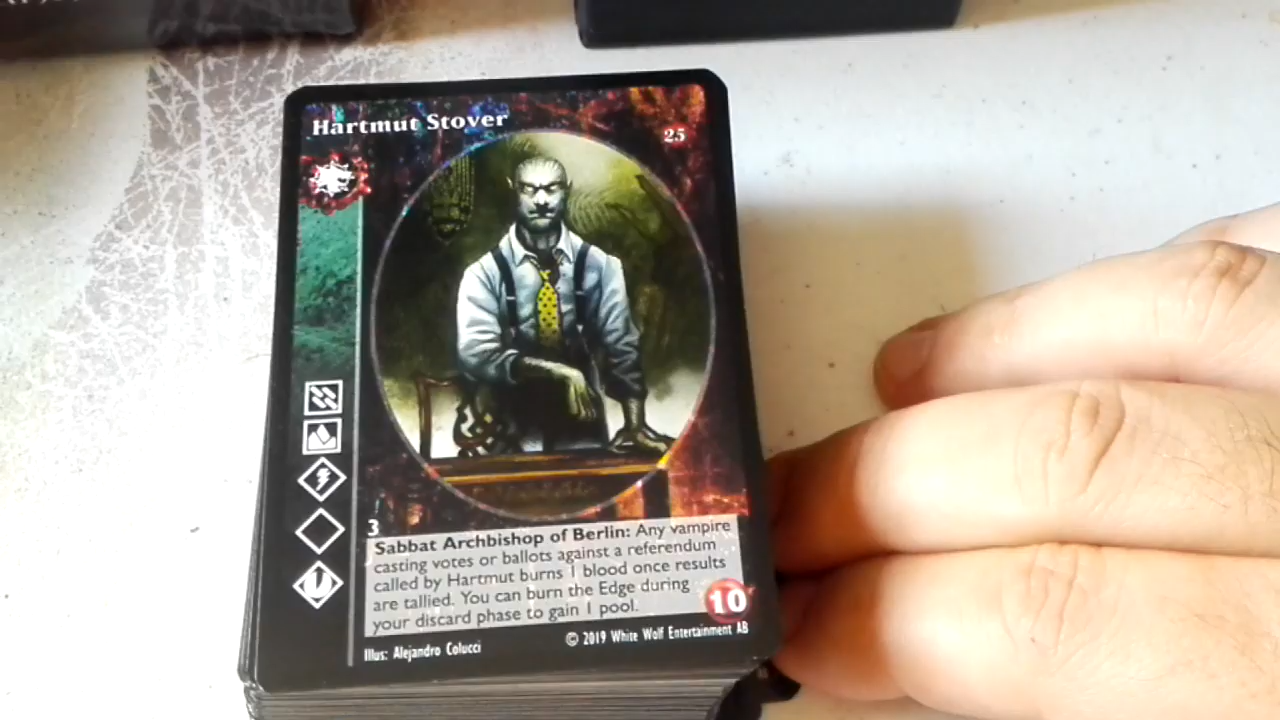 Hartmut Stover
25
3
Sabbat Archbishop of Berlin: Any vampire
casting votes or ballots against a referendum
called by Hartmut burns 1 blood once results
are tallied. You can burn the Edge during
your discard phase to gain 1 pool.
10
Illus: Alejandro Colucci
© 2019 White Wolf Entertainment AB